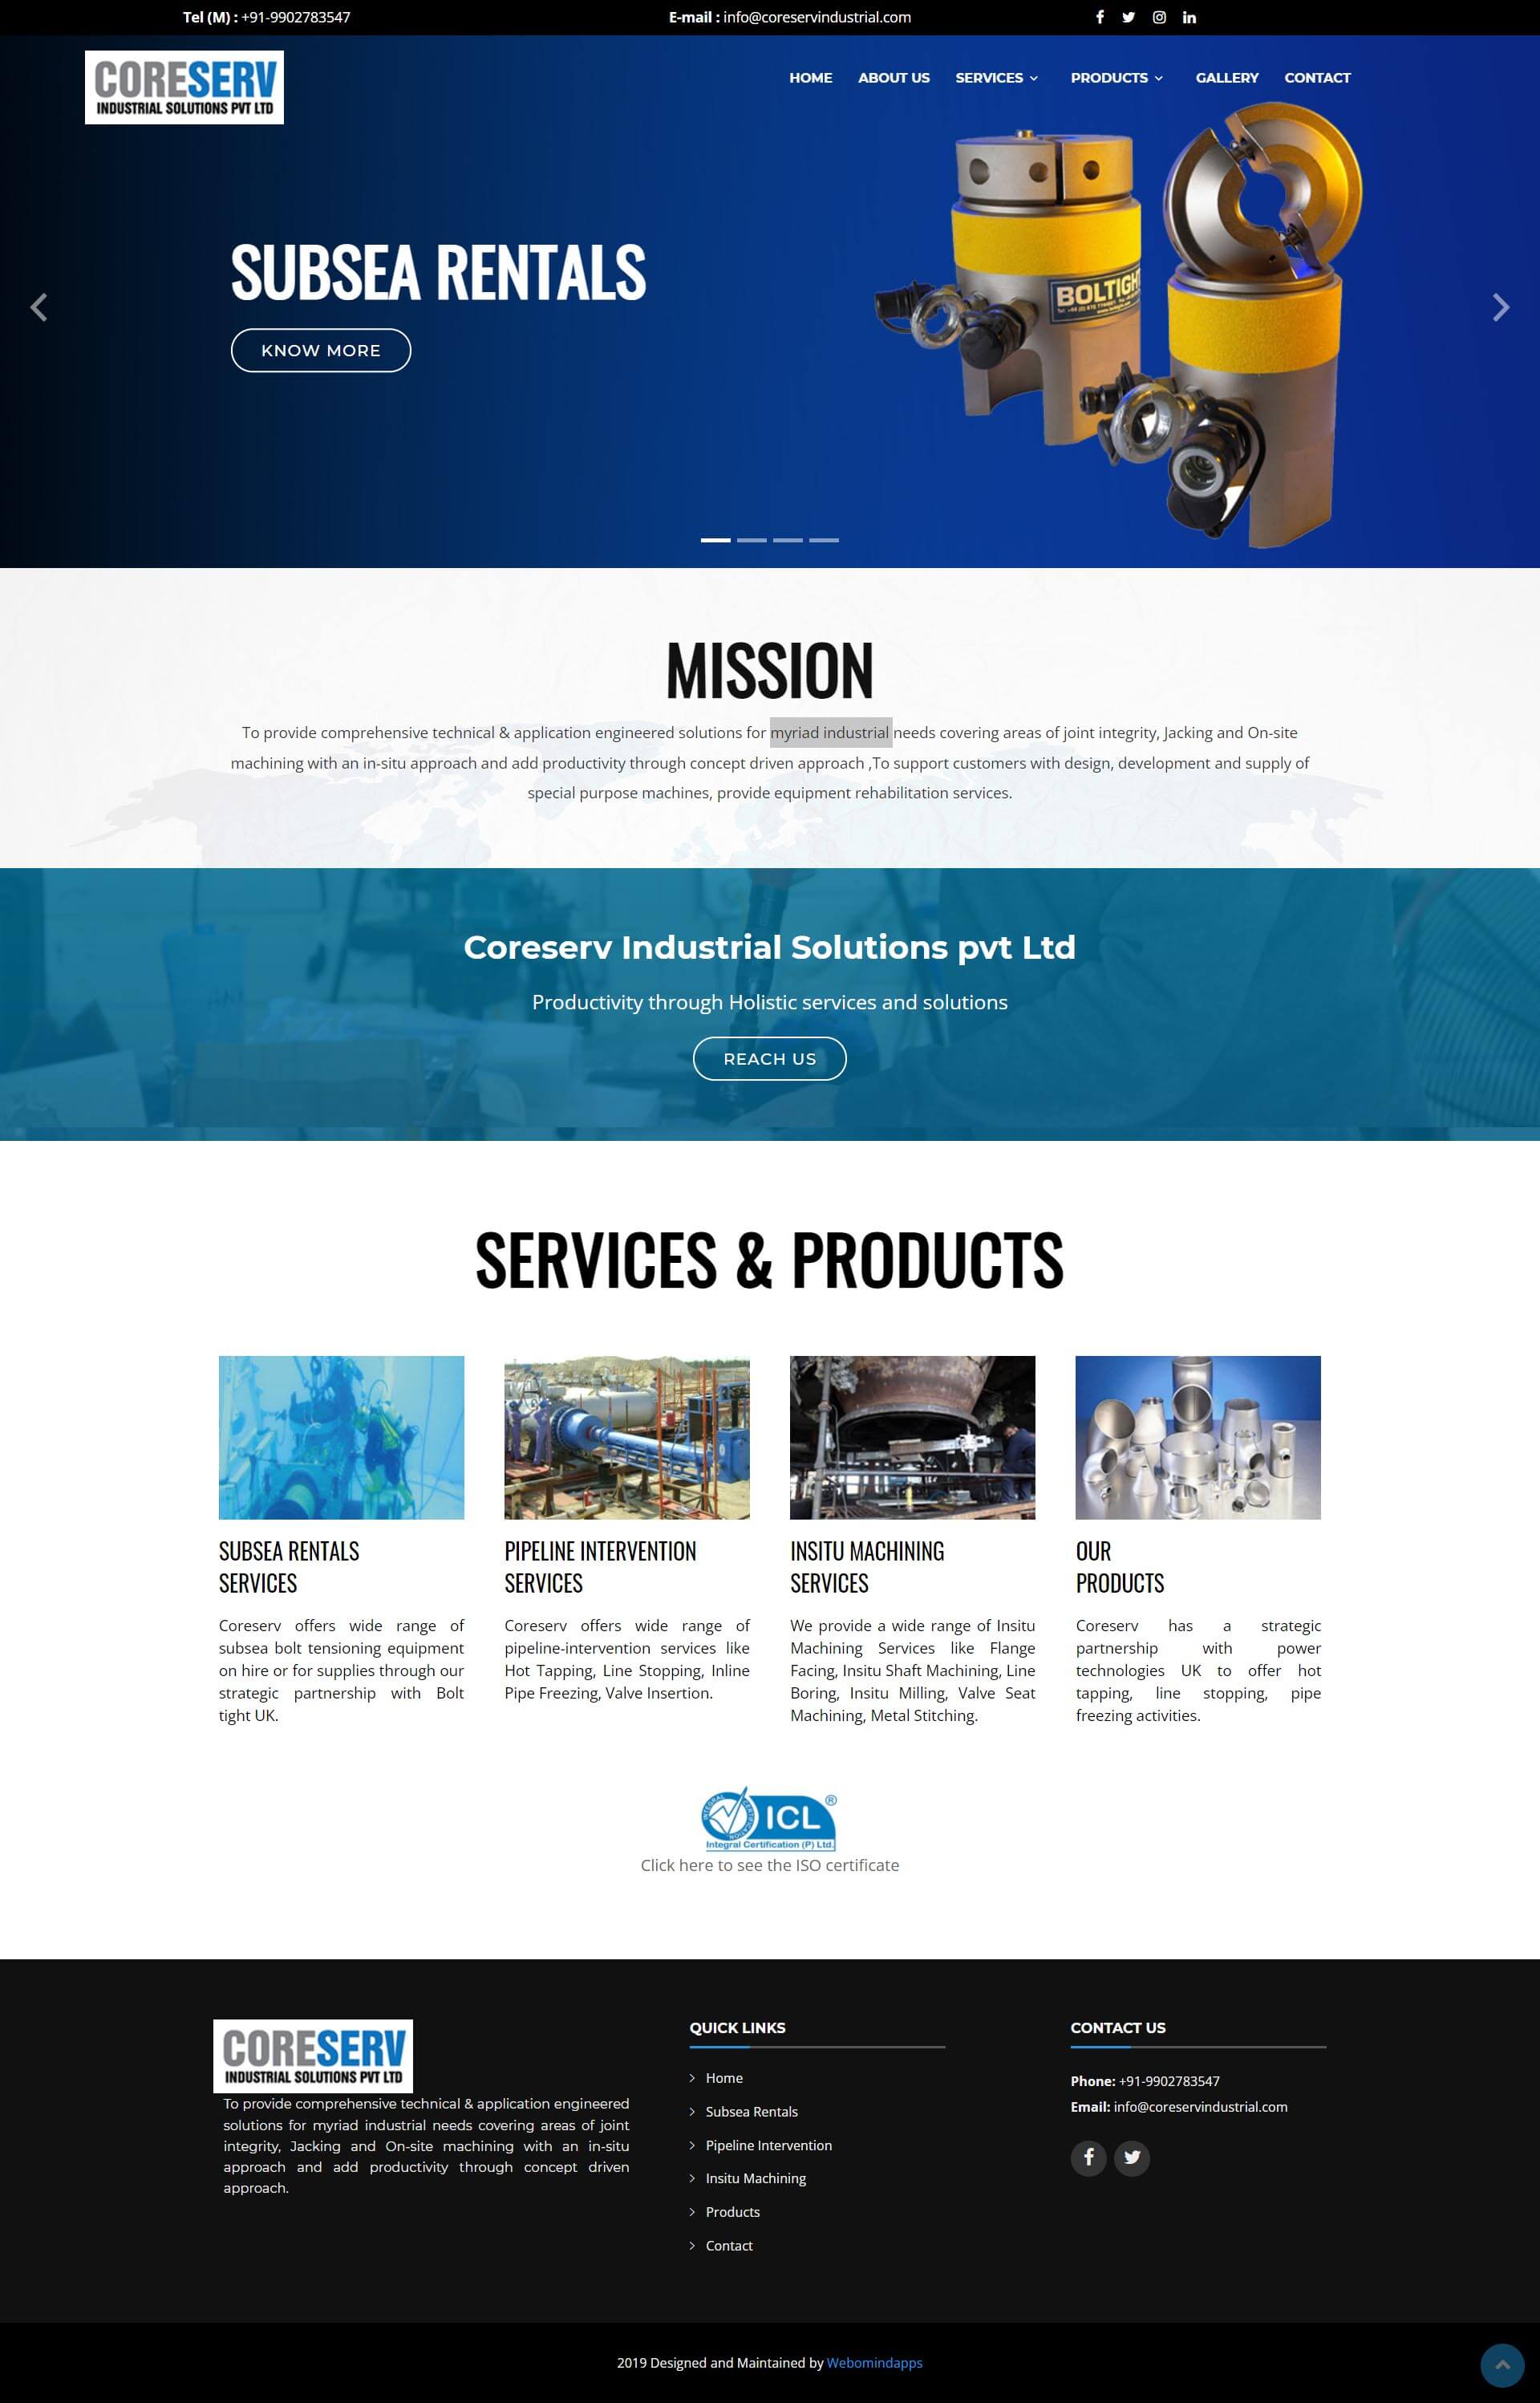 Tel (M) : +91-9902783547
E-mail : info@coreservindustrial.com
CORESERV
INDUSTRIAL SOLUTIONS PVT LTD
HOME ABOUT US SERVICES PRODUCTS GALLERY CONTACT
SUBSEA RENTALS
KNOW MORE
BOLTIGH
MISSION
To provide comprehensive technical & application engineered solutions for myriad industrial needs covering areas of joint integrity, Jacking and On-site
machining with an in-situ approach and add productivity through concept driven approach ,To support customers with design, development and supply of
special purpose machines, provide equipment rehabilitation services.
Coreserv Industrial Solutions pvt Ltd
Productivity through Holistic services and solutions
REACH US
SERVICES & PRODUCTS
SUBSEA RENTALS
SERVICES
Coreserv offers wide range of
subsea bolt tensioning equipment
on hire or for supplies through our
strategic partnership with Bolt
tight UK.
PIPELINE INTERVENTION
SERVICES
Coreserv offers wide range of
pipeline-intervention services like
Hot Tapping, Line Stopping, Inline
Pipe Freezing, Valve Insertion.
INSITU MACHINING
SERVICES
We provide a wide range of Insitu
Machining Services like Flange
Facing, Insitu Shaft Machining, Line
Boring, Insitu Milling, Valve Seat
Machining, Metal Stitching.
OUR
PRODUCTS
Coreserv has a strategic
partnership with power
technologies UK to offer hot
tapping, line stopping, pipe
freezing activities.
ICL ®
Integral Certification (P) Ltd.
Click here to see the ISO certificate
CORESERV
INDUSTRIAL SOLUTIONS PVT LTD
To provide comprehensive technical & application engineered
solutions for myriad industrial needs covering areas of joint
integrity, Jacking and On-site machining with an in-situ
approach and add productivity through concept driven
approach.
QUICK LINKS
Home
Subsea Rentals
Pipeline Intervention
Insitu Machining
Products
Contact
CONTACT US
Phone: +91-9902783547
Email: info@coreservindustrial.com
2019 Designed and Maintained by Webomindapps